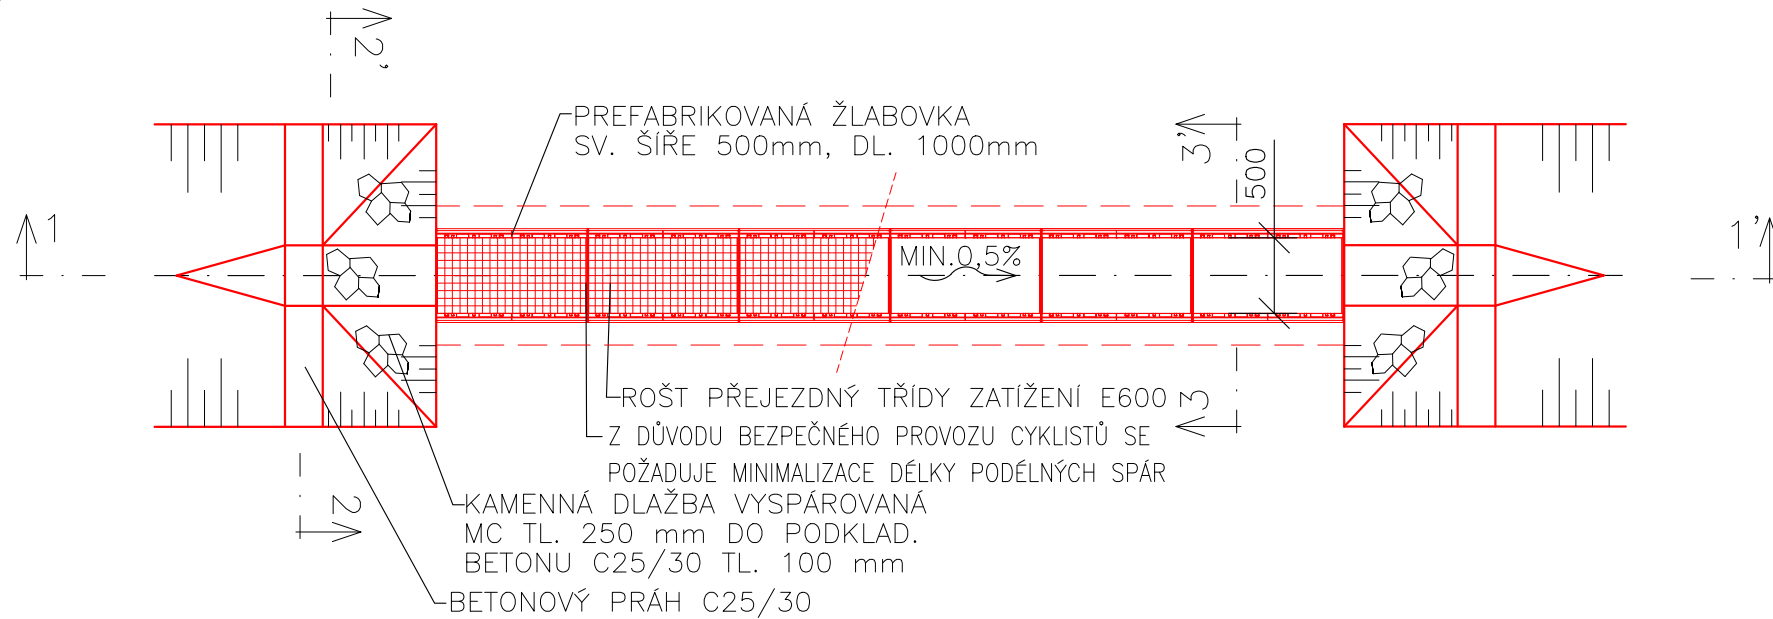 2'
PREFABRIKOVANÁ ŽLABOVKA
SV. ŠÍŘE 500mm, DL. 1000mm
3'
500
1
1'
MIN.0,5%
ROŠT PŘEJEZDNÝ TŘÍDY ZATÍŽENÍ E600
3
Z DŮVODU BEZPEČNÉHO PROVOZU CYKLISTŮ SE
POŽADUJE MINIMALIZACE DÉLKY PODÉLNÝCH SPÁR
2
KAMENNÁ DLAŽBA VYSPÁROVANÁ
MC TL. 250 mm DO PODKLAD.
BETONU C25/30 TL. 100 mm
BETONOVÝ PRÁH C25/30